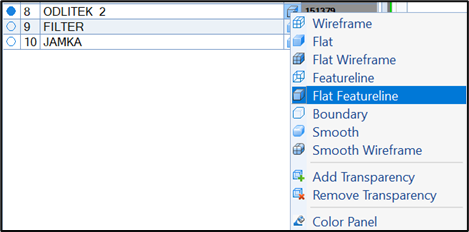 8 ODLITEK 2 151379
9 FILTER
10 JAMKA
Wireframe
Flat
Flat Wireframe
Featureline
Flat Featureline
Boundary
Smooth
Smooth Wireframe
Add Transparency
Remove Transparency
Color Panel